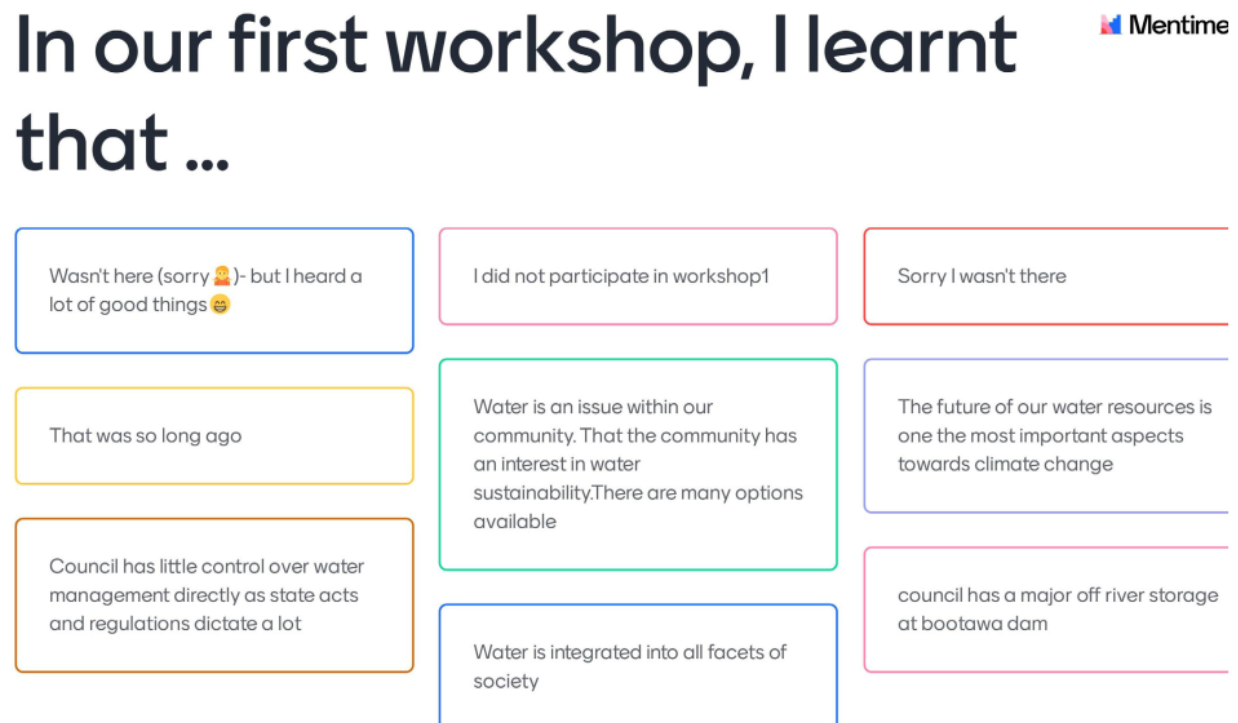 In our first workshop, I learnt
that ...
Mentime
Wasn't here (sorry 🤷)- but I heard a
lot of good things😄
That was so long ago
Council has little control over water
management directly as state acts
and regulations dictate a lot
I did not participate in workshop1
Water is an issue within our
community. That the community has
an interest in water
sustainability.There are many options
available
Water is integrated into all facets of
society
Sorry I wasn't there
The future of our water resources is
one the most important aspects
towards climate change
council has a major off river storage
at bootawa dam